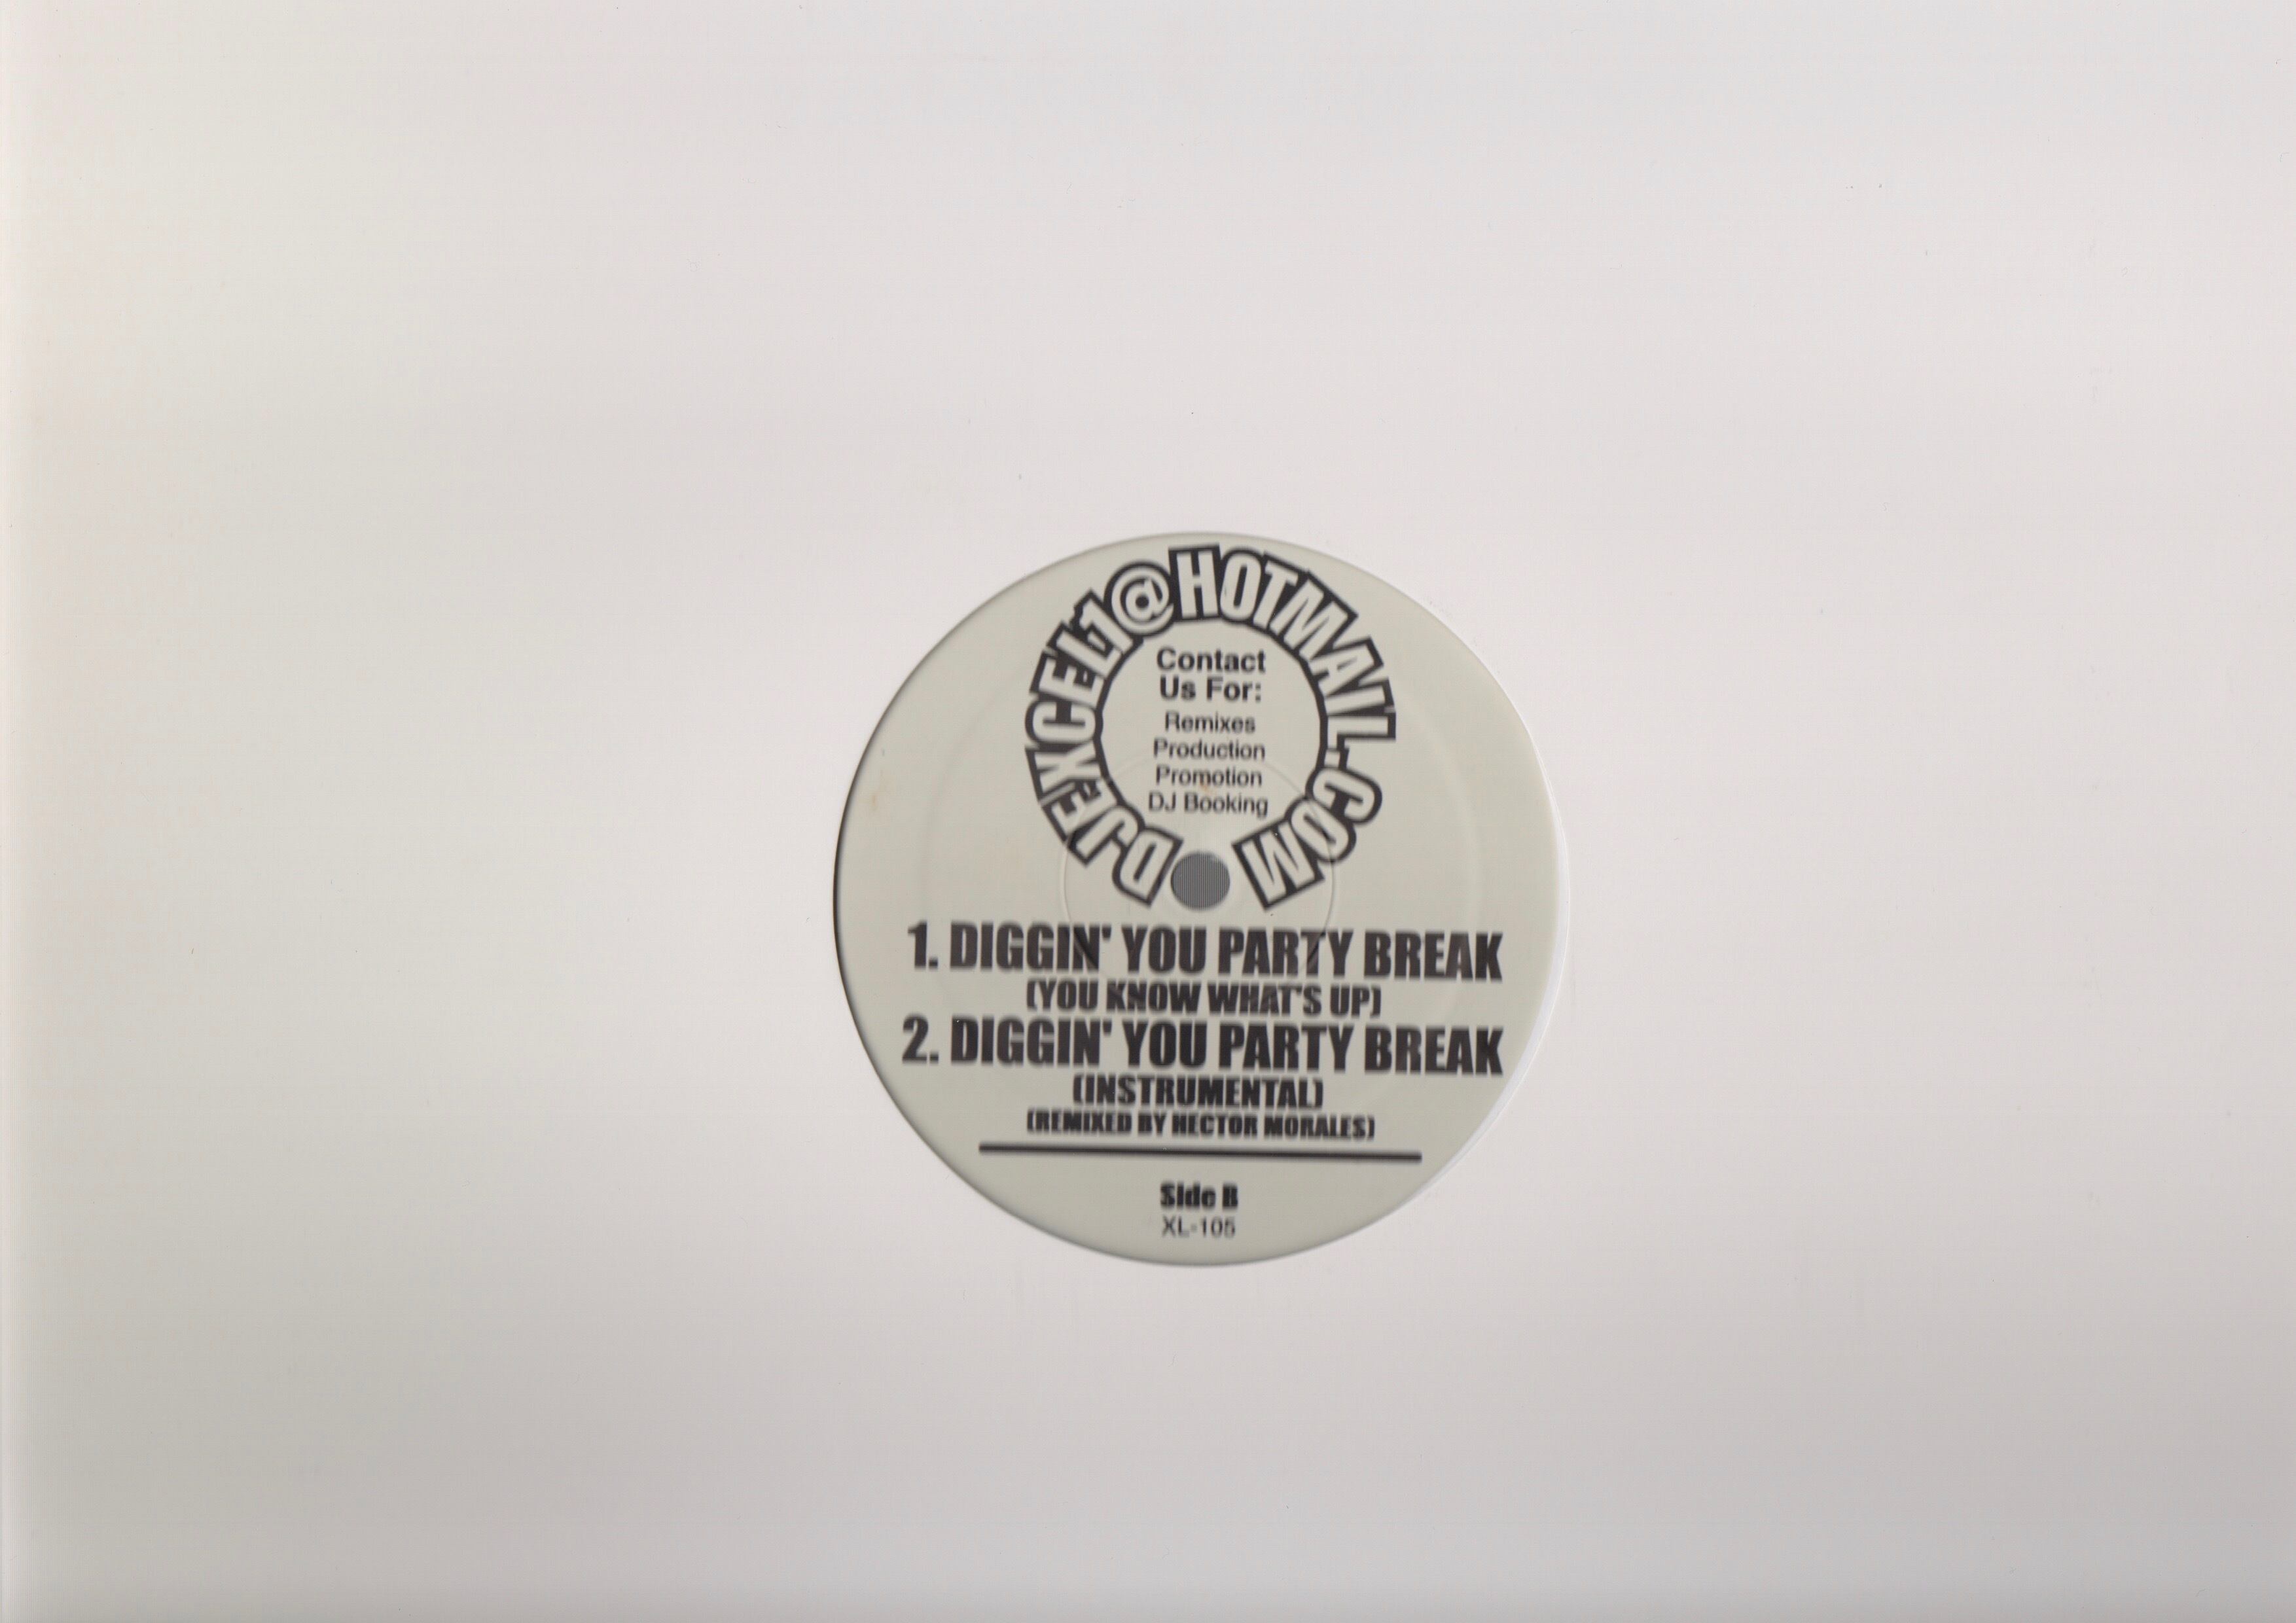 DJEXCEL1@HOTMAIL.COM
Contact
Us For:
Remixes
Production
Promotion
DJ Booking
1. DIGGIN' YOU PARTY BREAK
(YOU KNOW WHAT'S UP)
2. DIGGIN' YOU PARTY BREAK
(INSTRUMENTAL)
(REMIXED BY HECTOR MORALES)
Side B
XL-105